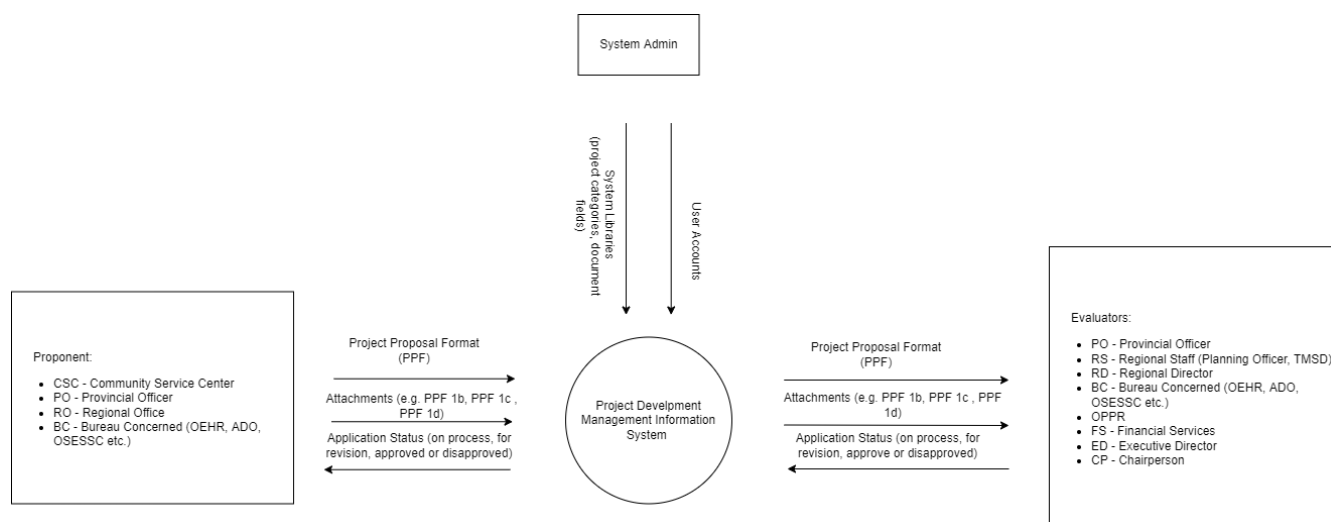 System Admin
System Libraries
(project categories, document
fields)
User Accounts
Proponent:
CSC - Community Service Center
PO - Provincial Officer
RO - Regional Office
BC - Bureau Concerned (OEHR, ADO,
OSESSC etc.)
Project Proposal Format
(PPF)
Attachments (e.g. PPF 1b, PPF 1c ,
PPF 1d)
Application Status (on process, for
revision, approved or disapproved)
Project Develpment
Management Information
System
Project Proposal Format
(PPF)
Attachments (e.g. PPF 1b, PPF 1c , PPF
1d)
Application Status (on process, for
revision, approve or disapproved)
Evaluators:
PO - Provincial Officer
RS - Regional Staff (Planning Officer, TMSD)
RD - Regional Director
BC - Bureau Concerned (OEHR, ADO,
OSESSC etc.)
OPPR
FS - Financial Services
ED - Executive Director
CP - Chairperson